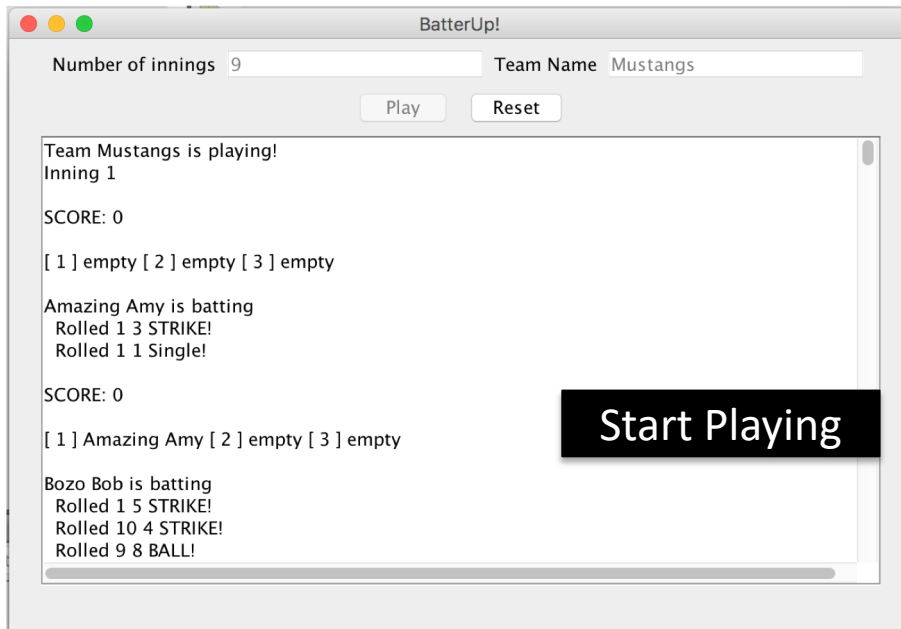 BatterUp!
Number of innings 9 Team Name Mustangs
Play Reset
Team Mustangs is playing!
Inning 1
SCORE: 0
[ 1 ] empty [ 2 ] empty [ 3 ] empty
Amazing Amy is batting
Rolled 1 3 STRIKE!
Rolled 1 1 Single!
SCORE: 0
[ 1 ] Amazing Amy [ 2 ] empty [ 3 ] empty
Start Playing
Bozo Bob is batting
Rolled 1 5 STRIKE!
Rolled 10 4 STRIKE!
Rolled 9 8 BALL!